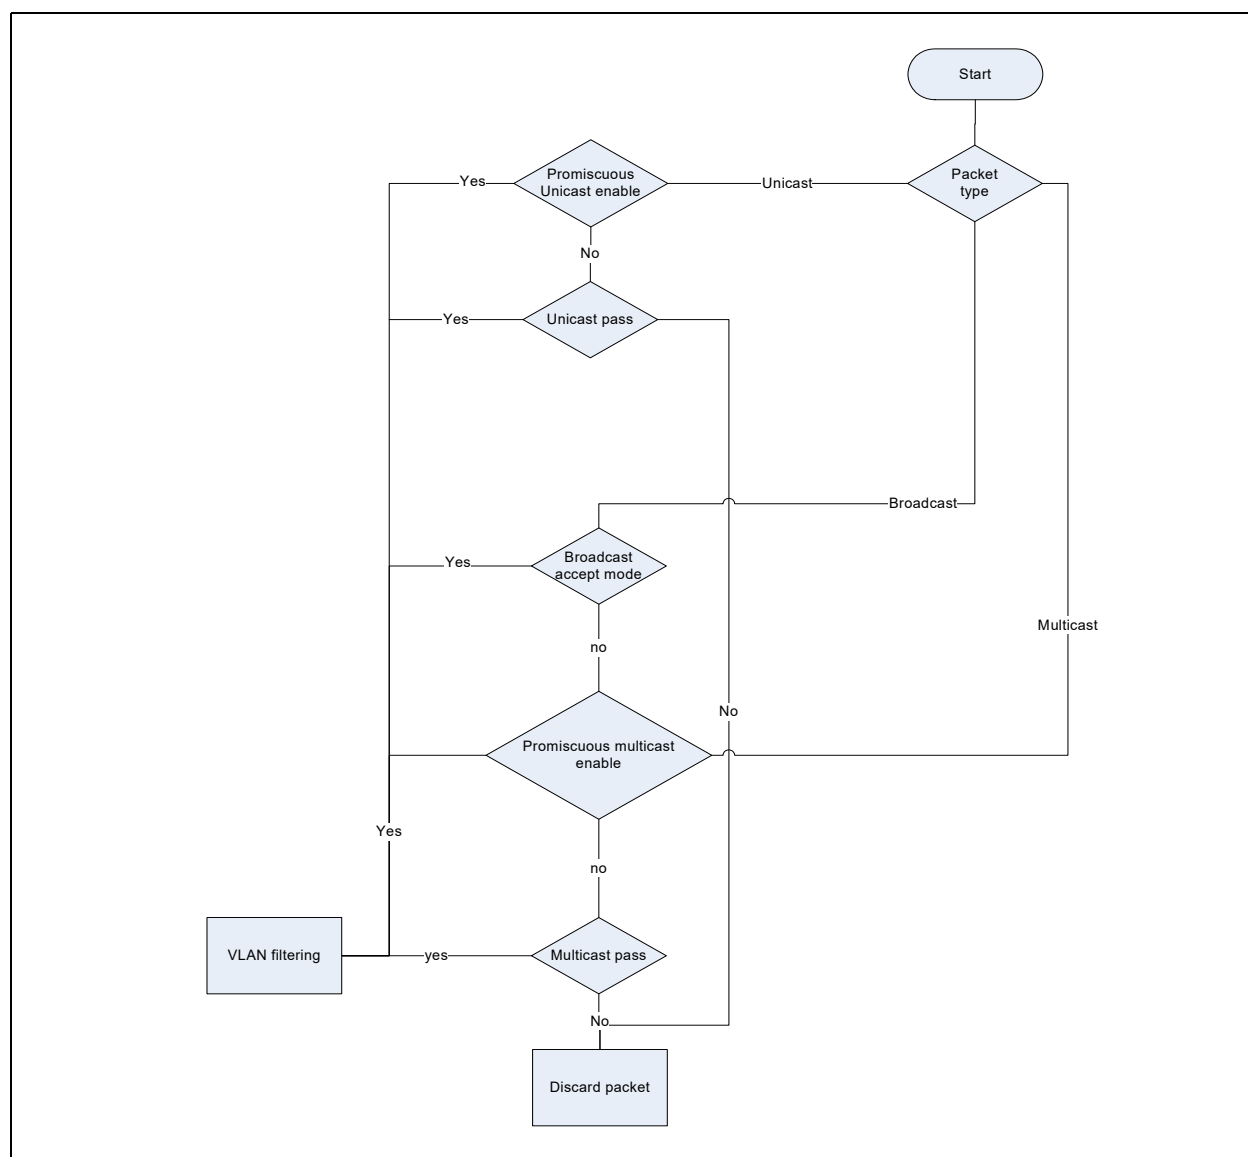 Start
Promiscuous
Unicast enable
Yes
Unicast
Packet
type
No
Unicast pass
Yes
Broadcast
Broadcast
accept mode
Yes
Multicast
no
No
Promiscuous multicast
enable
Yes
no
VLAN filtering
yes
Multicast pass
No
Discard packet